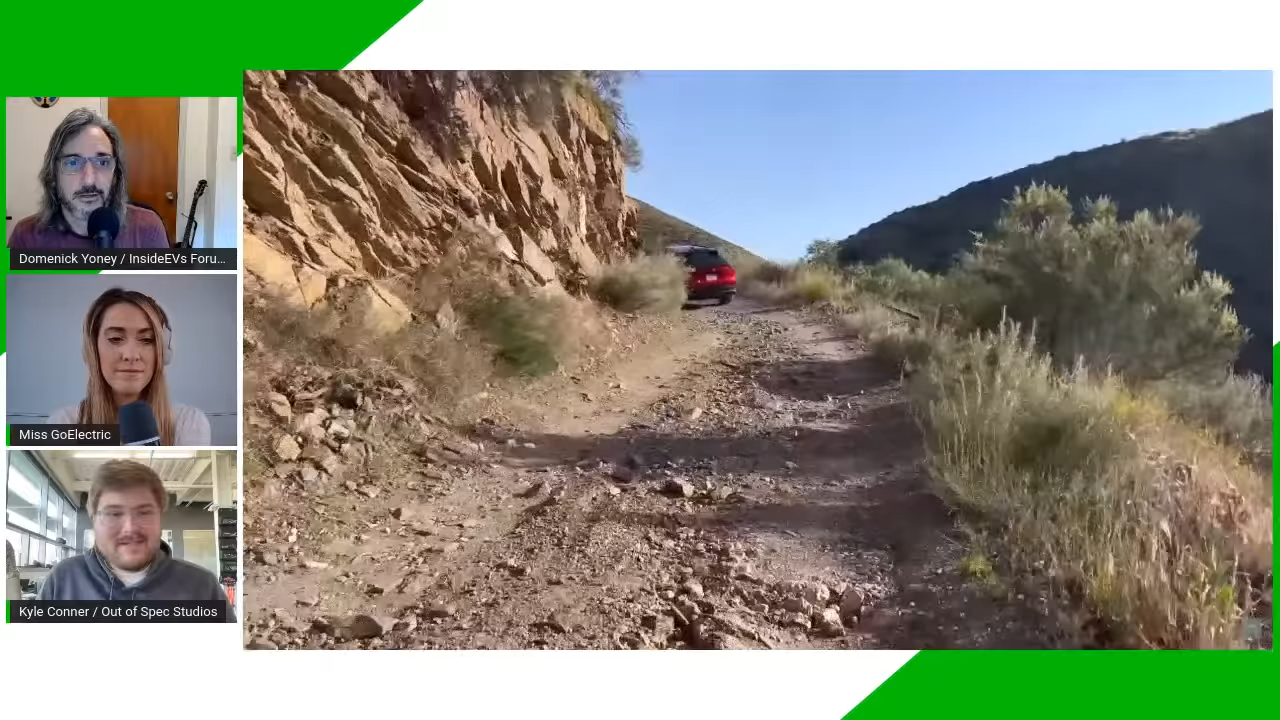 Domenick Yoney / InsideEVs Foru...
Miss GoElectric
Kyle Conner / Out of Spec Studios